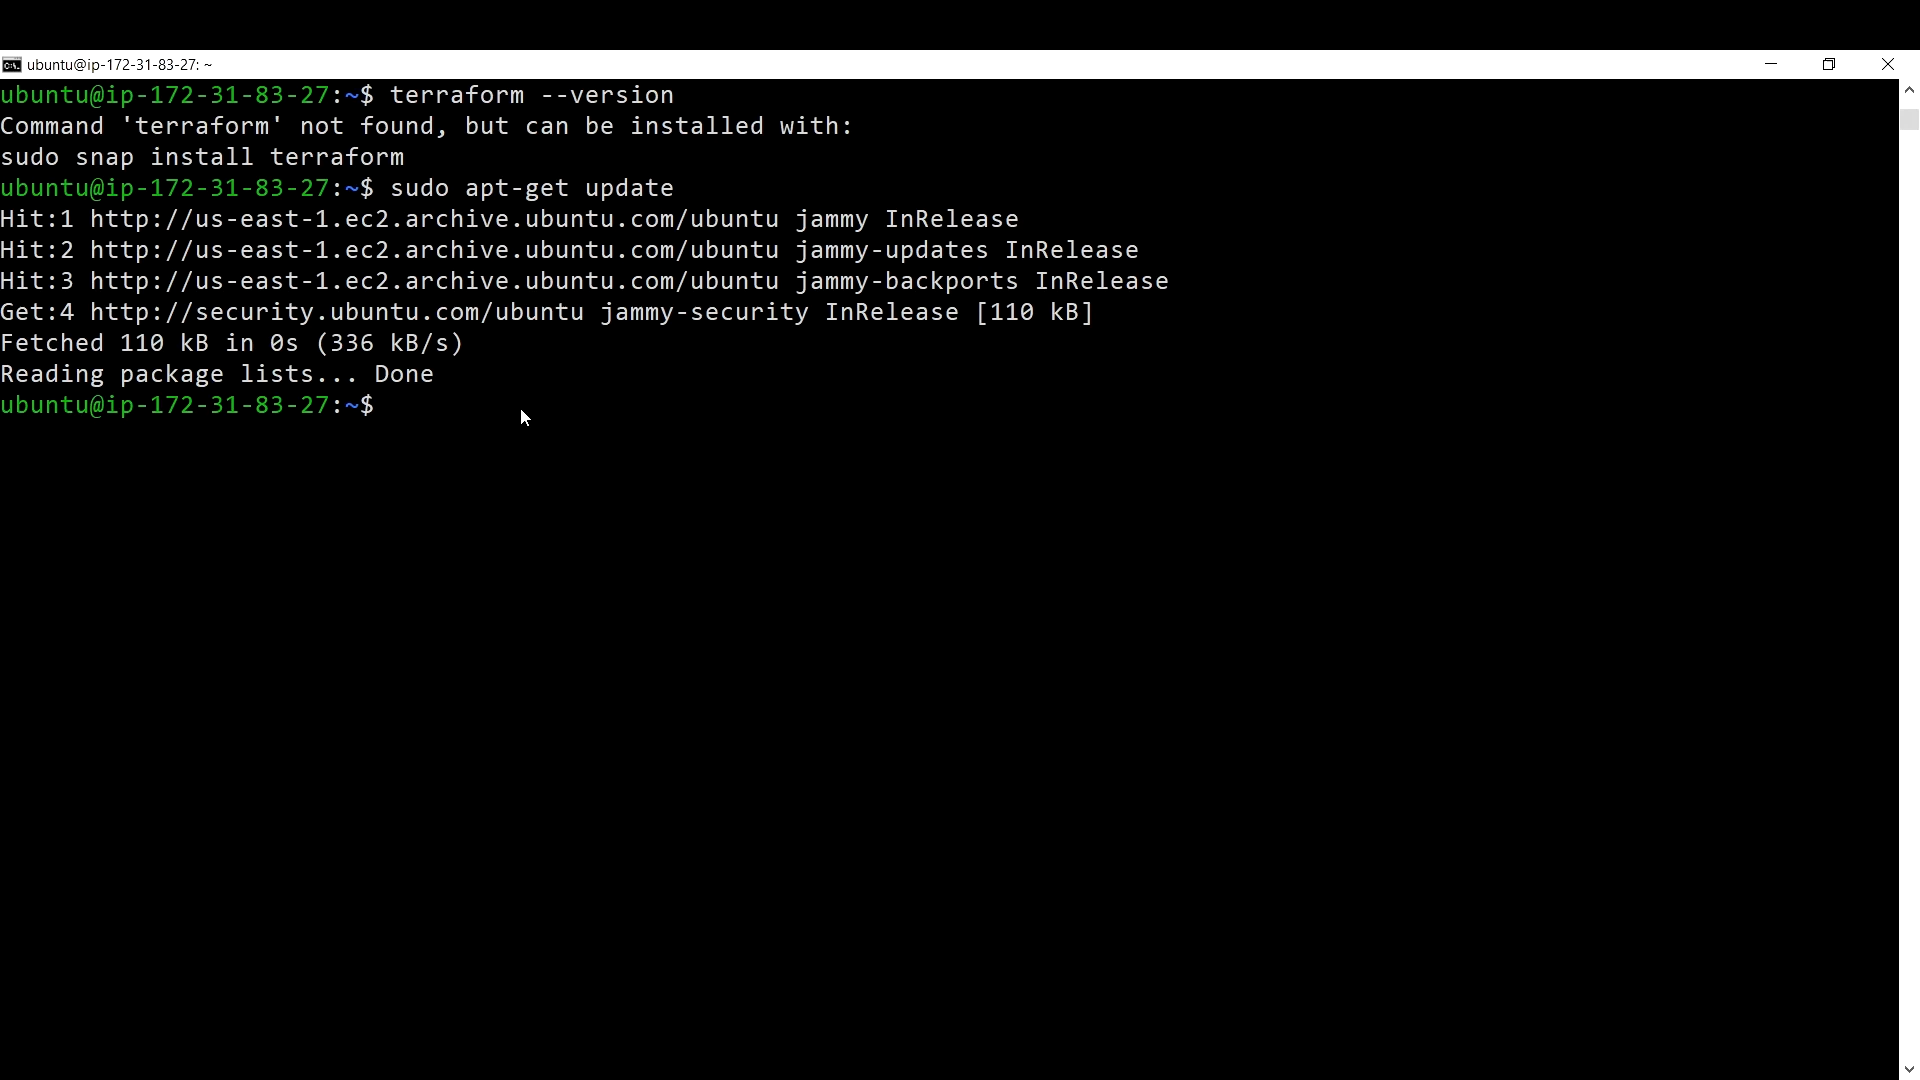 ubuntu@ip-172-31-83-27: ~
ubuntu@ip-172-31-83-27:~$ terraform --version
Command 'terraform' not found, but can be installed with:
sudo snap install terraform
ubuntu@ip-172-31-83-27:~$ sudo apt-get update
Hit:1 http://us-east-1.ec2.archive.ubuntu.com/ubuntu jammy InRelease
Hit:2 http://us-east-1.ec2.archive.ubuntu.com/ubuntu jammy-updates InRelease
Hit:3 http://us-east-1.ec2.archive.ubuntu.com/ubuntu jammy-backports InRelease
Get:4 http://security.ubuntu.com/ubuntu jammy-security InRelease [110 kB]
Fetched 110 kB in 0s (336 kB/s)
Reading package lists... Done
ubuntu@ip-172-31-83-27:~$